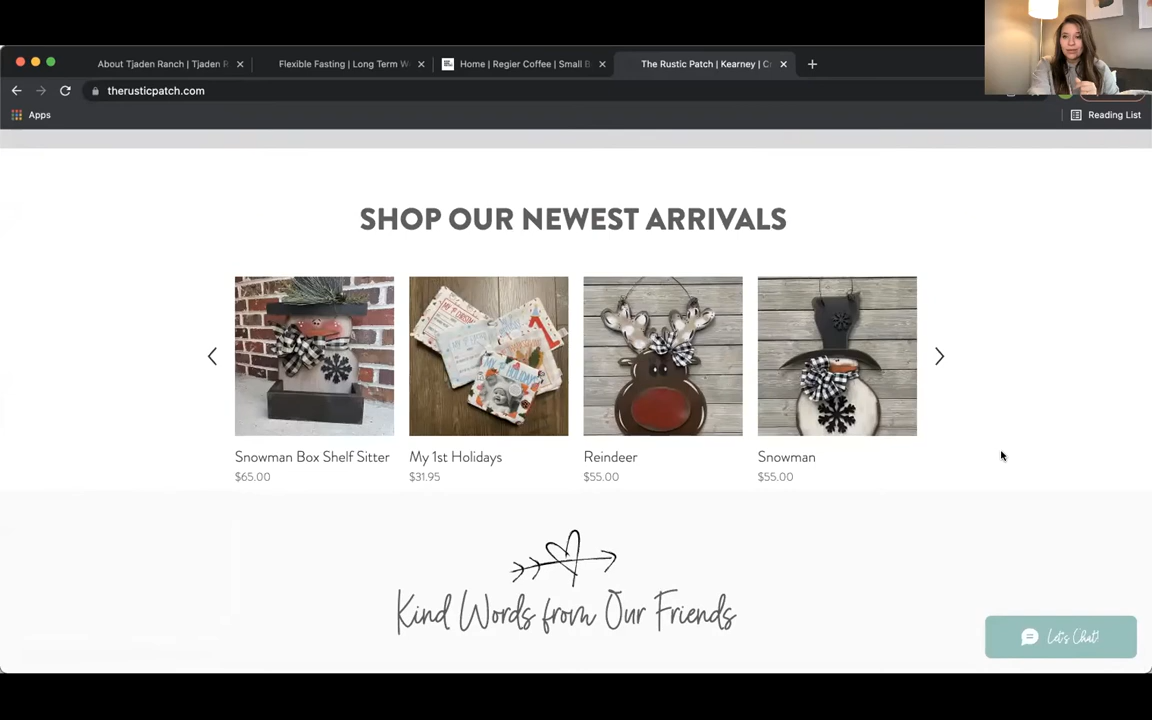 About Tjaden Ranch | Tjaden R
Flexible Fasting | Long Term W
Home | Regier Coffee | Small B
The Rustic Patch | Kearney | C
therusticpatch.com
Apps
Reading List
SHOP OUR NEWEST ARRIVALS
Snowman Box Shelf Sitter
$65.00
My 1st Holidays
$31.95
Reindeer
$55.00
Snowman
$55.00
Kind Words from Our Friends
Let's Chat!